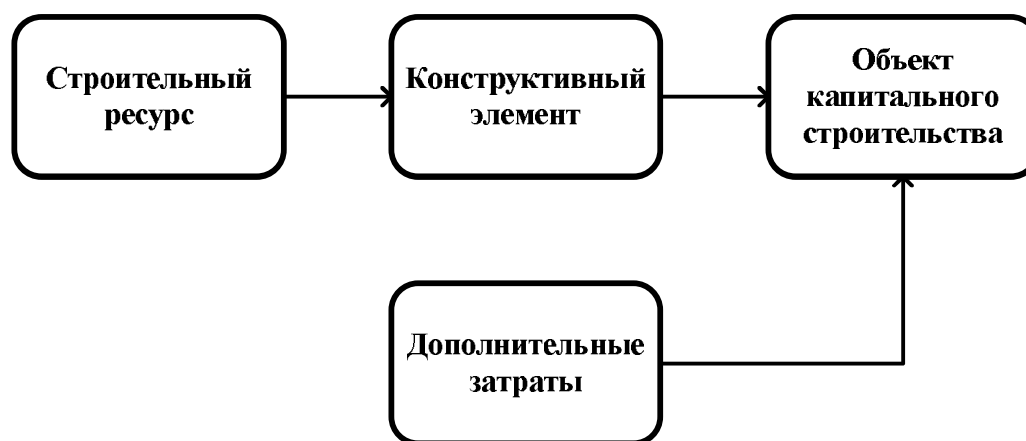 Строительный
ресурс
Конструктивный
элемент
Объект
капитального
строительства
Дополнительные
затраты